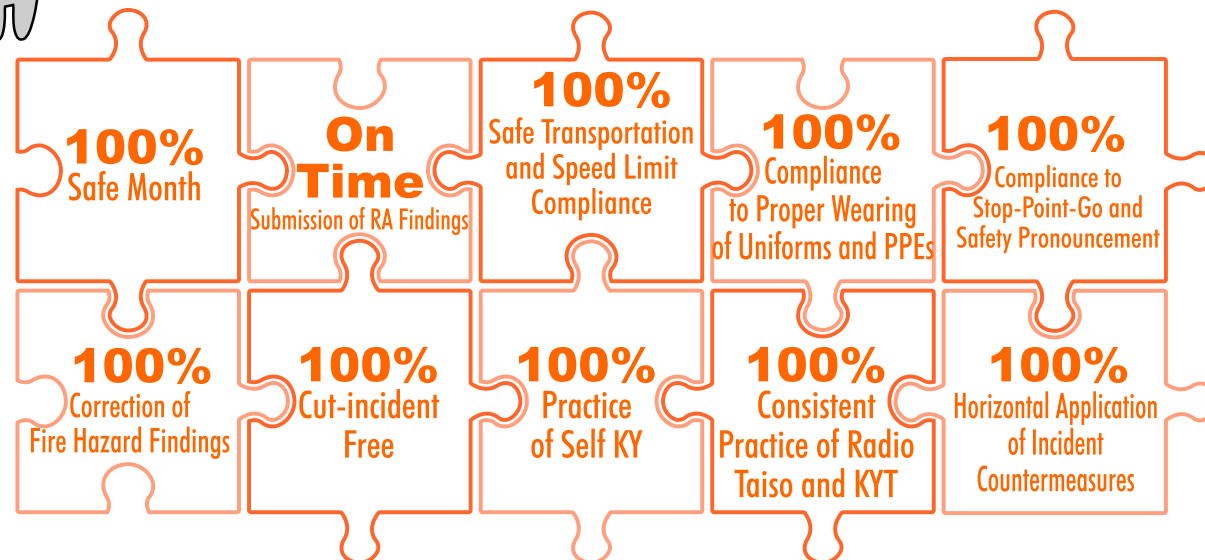 100%
Safe Month
On
Time
Submission of RA Findings
100%
Safe Transportation
and Speed Limit
Compliance
100%
Compliance
to Proper Wearing
of Uniforms and PPEs
100%
Compliance to
Stop-Point-Go and
Safety Pronouncement
100%
Correction of
Fire Hazard Findings
100%
Cut-incident
Free
100%
Practice
of Self KY
100%
Consistent
Practice of Radio
Taiso and KYT
100%
Horizontal Application
of Incident
Countermeasures